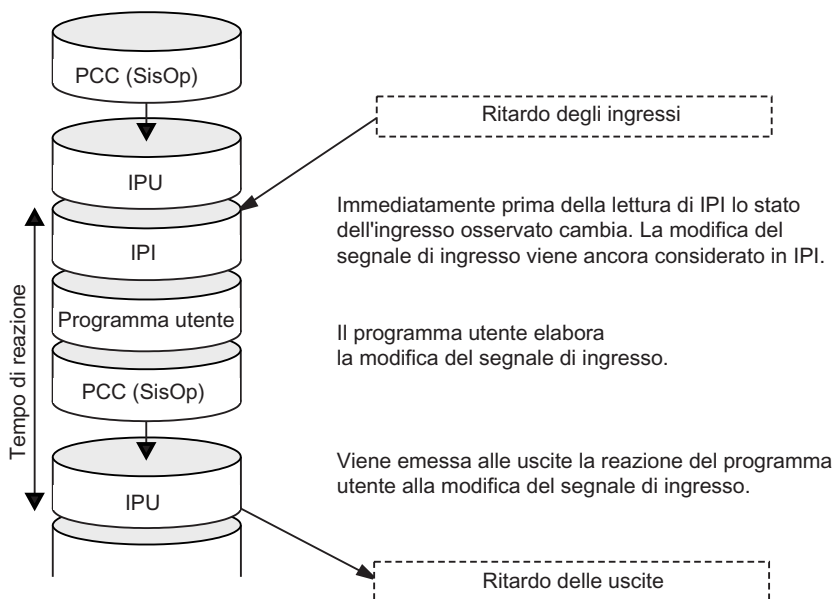 PCC (SisOp)
Ritardo degli ingressi
IPU
Immediatamente prima della lettura di IPI lo stato
dell'ingresso osservato cambia. La modifica del
segnale di ingresso viene ancora considerato in IPI.
IPI
Tempo di reazione
Programma utente
Il programma utente elabora
la modifica del segnale di ingresso.
PCC (SisOp)
Viene emessa alle uscite la reazione del programma
utente alla modifica del segnale di ingresso.
IPU
Ritardo delle uscite